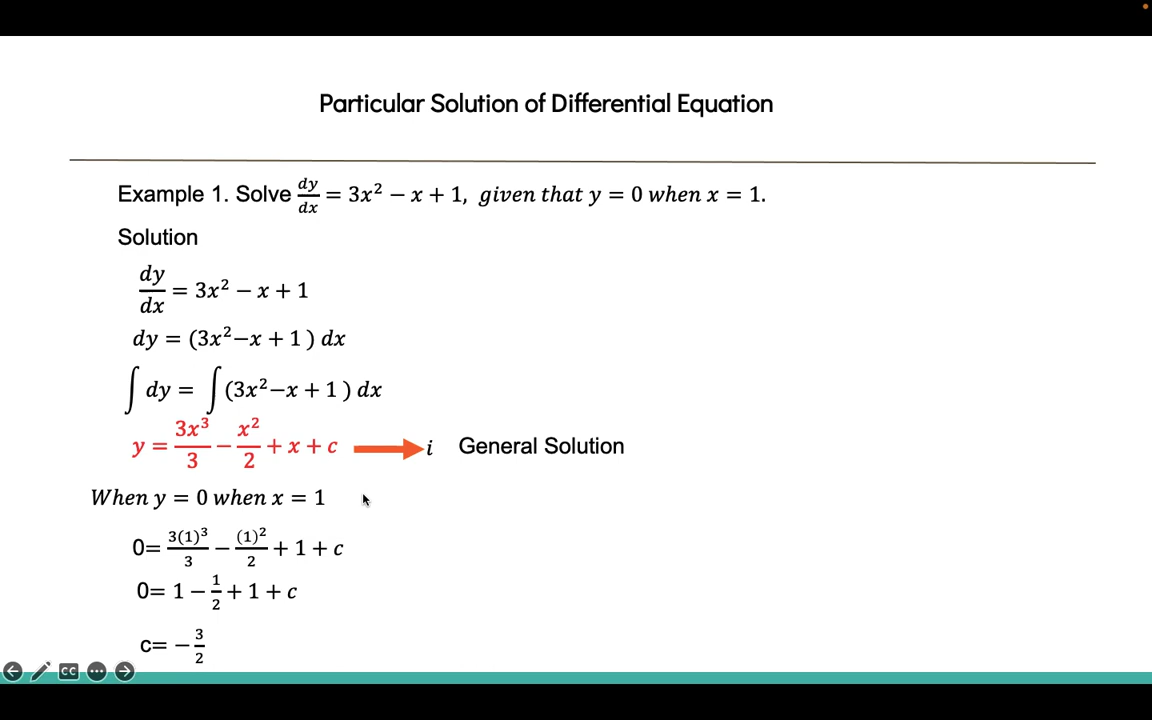 Particular Solution of Differential Equation
Example 1. Solve dy/dx = 3x² − x + 1, given that y = 0 when x = 1.
Solution
dy/dx = 3x² − x + 1
dy = (3x²−x + 1 ) dx
∫ dy = ∫ (3x²−x + 1 ) dx
y = 3x³/3 − x²/2 + x + c i General Solution
When y = 0 when x = 1
0= 3(1)³/3 − (1)²/2 + 1 + c
0= 1 − 1/2 + 1 + c
c= − 3/2
CC